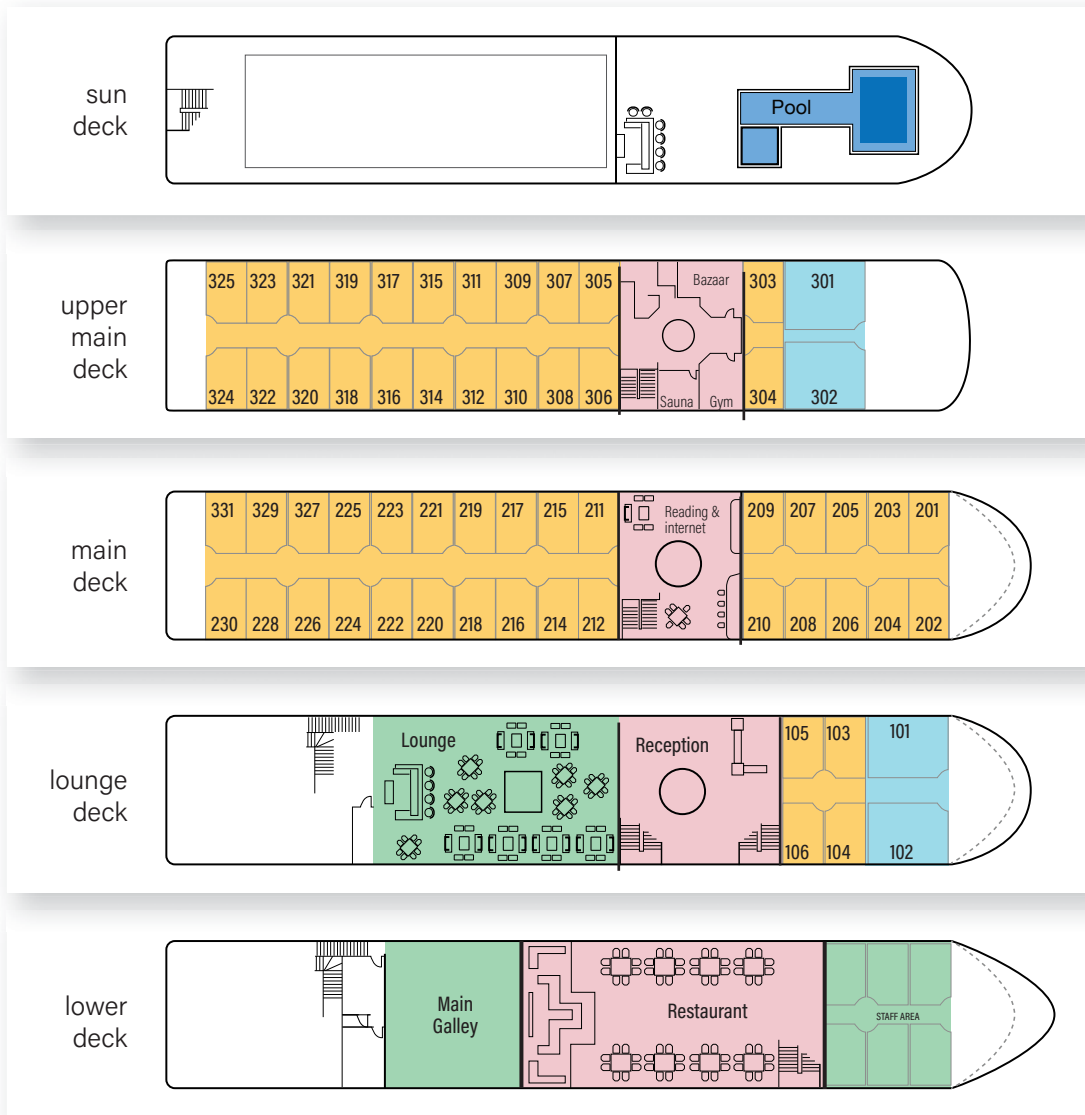 sun
deck
Pool
upper
main
deck
325 323 321 319 317 315 311 309 307 305
Bazaar
303 301
324 322 320 318 316 314 312 310 308 306
Sauna Gym
304 302
main
deck
331 329 327 225 223 221 219 217 215 211
Reading &
internet
209 207 205 203 201
230 228 226 224 222 220 218 216 214 212
210 208 206 204 202
lounge
deck
Lounge
Reception
105 103 101
106 104 102
lower
deck
Main
Galley
Restaurant
STAFF AREA